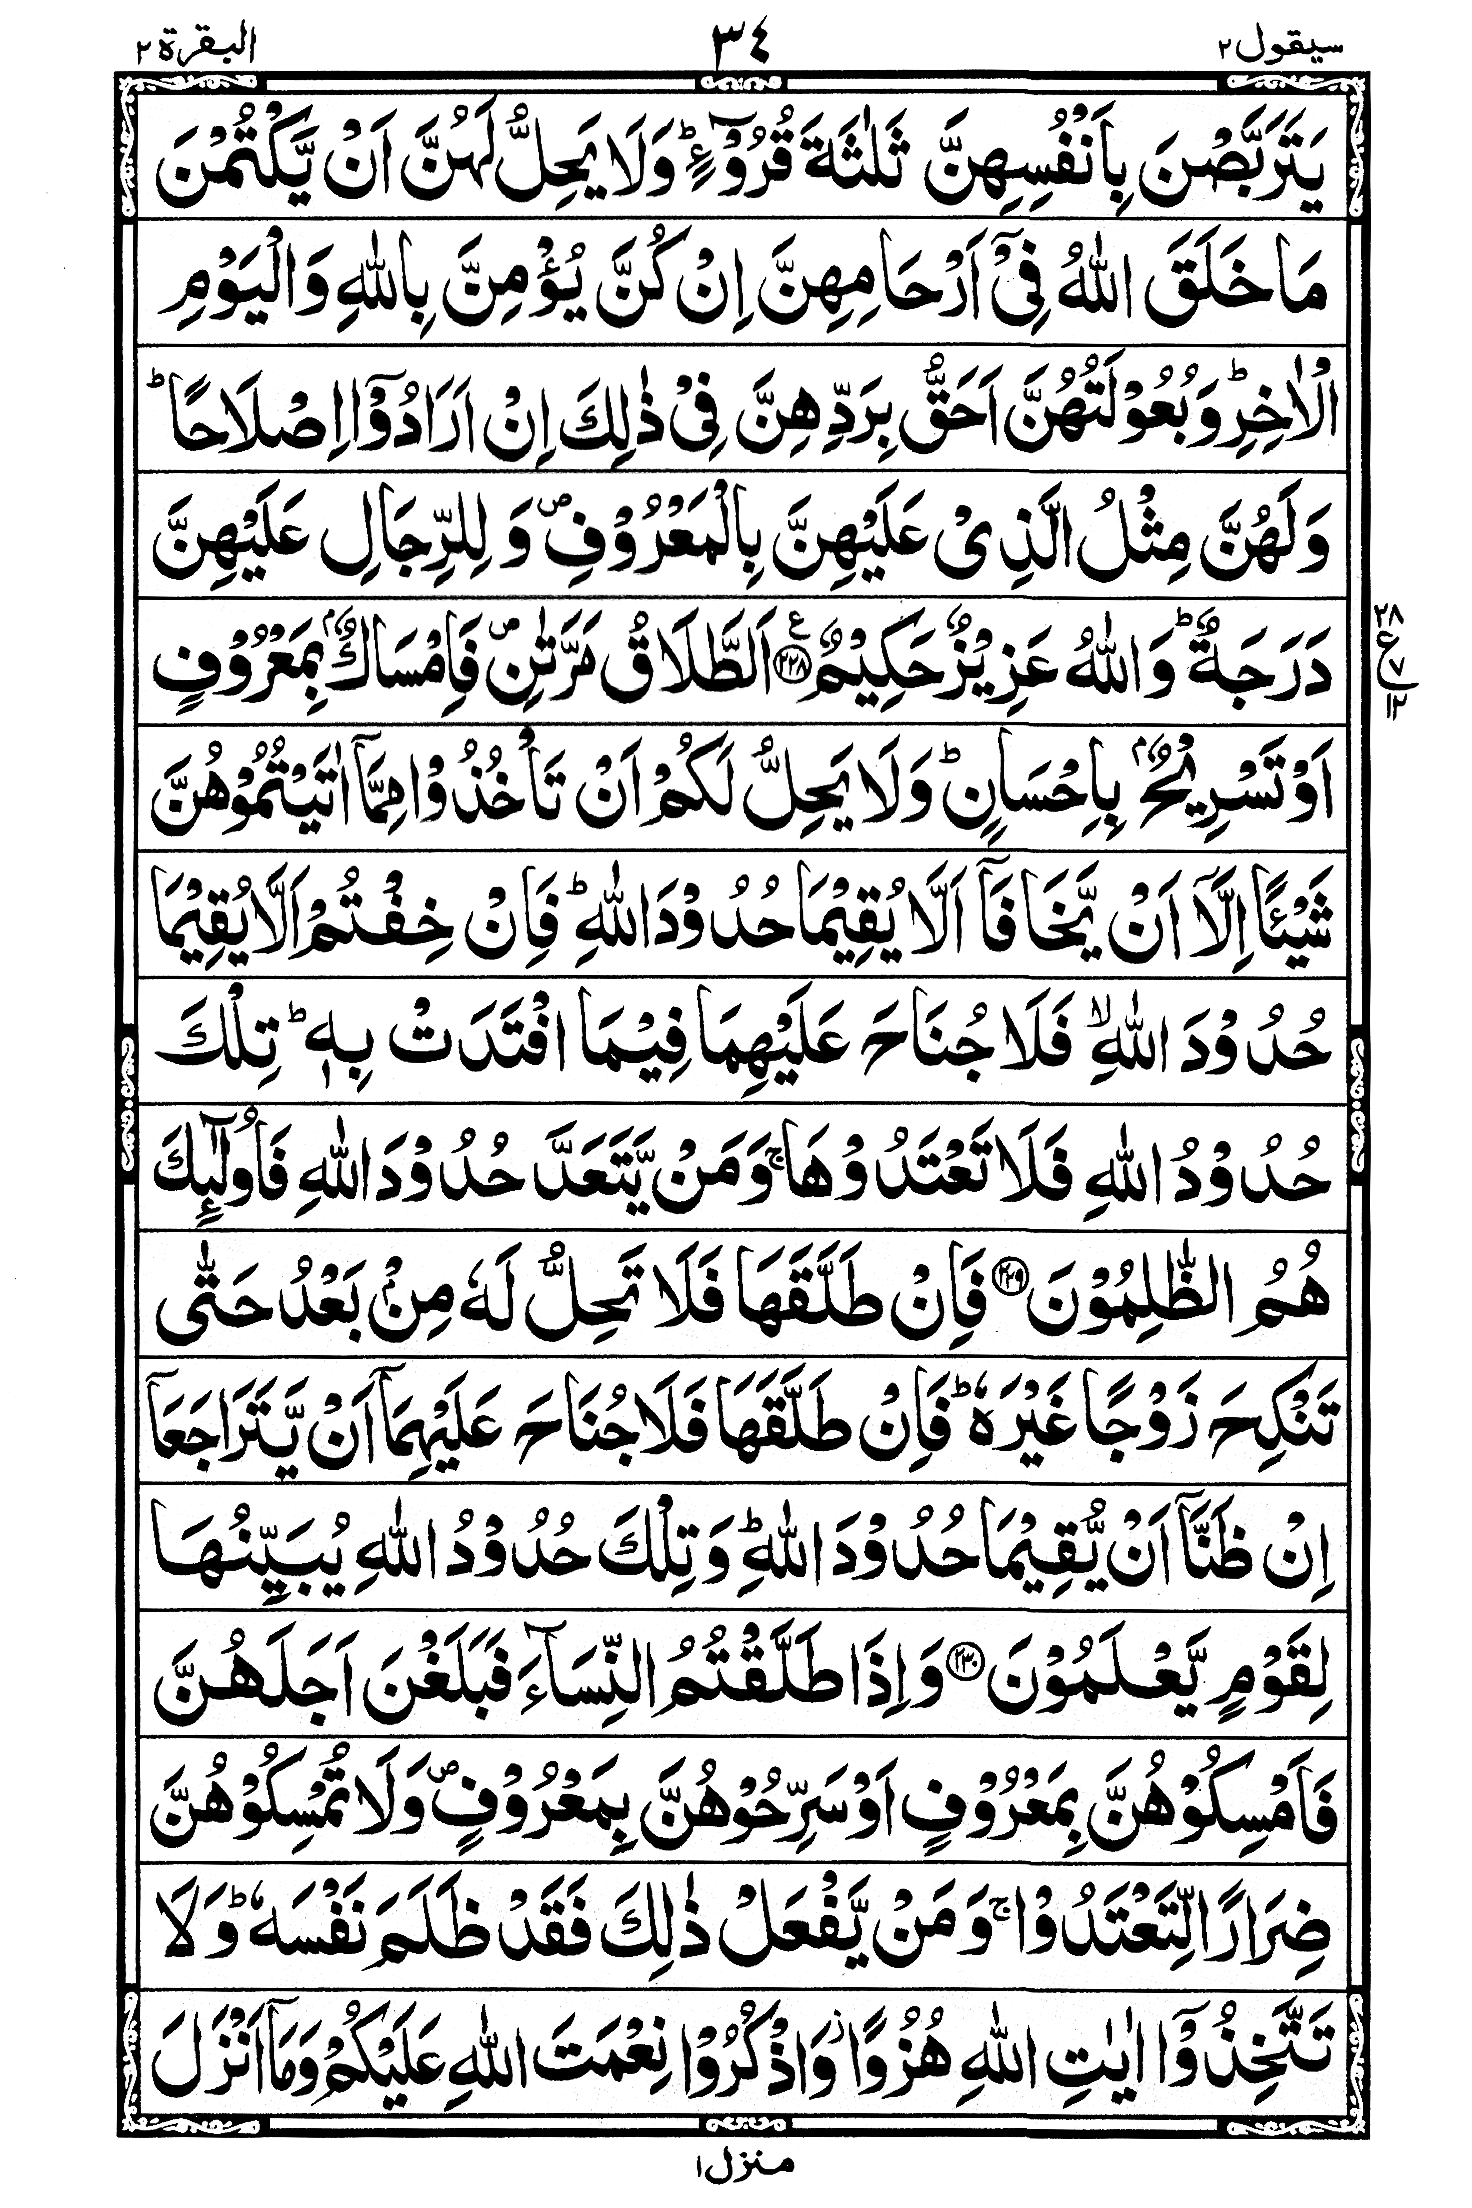 سيقول ٢
٣٤
البقرة ٢
يَتَرَبَّصْنَ بِاَنْفُسِهِنَّ ثَلٰثَةَ قُرُوْٓءٍ ؕ وَلَا يَحِلُّ لَهُنَّ اَنْ يَّكْتُمْنَ
مَا خَلَقَ اللّٰهُ فِىْٓ اَرْحَامِهِنَّ اِنْ كُنَّ يُؤْمِنَّ بِاللّٰهِ وَالْيَوْمِ
الْاٰخِرِ ؕ وَبُعُوْلَتُهُنَّ اَحَقُّ بِرَدِّهِنَّ فِىْ ذٰلِكَ اِنْ اَرَادُوْٓا اِصْلَاحًا ؕ
وَلَهُنَّ مِثْلُ الَّذِىْ عَلَيْهِنَّ بِالْمَعْرُوْفِ ۪ وَلِلرِّجَالِ عَلَيْهِنَّ
دَرَجَةٌ ؕ وَاللّٰهُ عَزِيْزٌ حَكِيْمٌ ﴿٢٢٨﴾ ع اَلطَّلَاقُ مَرَّتٰنِ ۪ فَاِمْسَاكٌۢ بِمَعْرُوْفٍ
٢٨
ع
٧
١٢
اَوْ تَسْرِيْحٌۢ بِاِحْسَانٍ ؕ وَلَا يَحِلُّ لَكُمْ اَنْ تَاْخُذُوْا مِمَّآ اٰتَيْتُمُوْهُنَّ
شَيْئًا اِلَّآ اَنْ يَّخَافَآ اَلَّا يُقِيْمَا حُدُوْدَ اللّٰهِ ؕ فَاِنْ خِفْتُمْ اَلَّا يُقِيْمَا
حُدُوْدَ اللّٰهِ ۙ فَلَا جُنَاحَ عَلَيْهِمَا فِيْمَا افْتَدَتْ بِهٖ ؕ تِلْكَ
حُدُوْدُ اللّٰهِ فَلَا تَعْتَدُوْهَا ۚ وَمَنْ يَّتَعَدَّ حُدُوْدَ اللّٰهِ فَاُولٰٓئِكَ
هُمُ الظّٰلِمُوْنَ ﴿٢٢٩﴾ فَاِنْ طَلَّقَهَا فَلَا تَحِلُّ لَهٗ مِنْۢ بَعْدُ حَتّٰى
تَنْكِحَ زَوْجًا غَيْرَهٗ ؕ فَاِنْ طَلَّقَهَا فَلَا جُنَاحَ عَلَيْهِمَآ اَنْ يَّتَرَاجَعَآ
اِنْ ظَنَّآ اَنْ يُّقِيْمَا حُدُوْدَ اللّٰهِ ؕ وَتِلْكَ حُدُوْدُ اللّٰهِ يُبَيِّنُهَا
لِقَوْمٍ يَّعْلَمُوْنَ ﴿٢٣٠﴾ وَاِذَا طَلَّقْتُمُ النِّسَآءَ فَبَلَغْنَ اَجَلَهُنَّ
فَاَمْسِكُوْهُنَّ بِمَعْرُوْفٍ اَوْ سَرِّحُوْهُنَّ بِمَعْرُوْفٍ ۪ وَلَا تُمْسِكُوْهُنَّ
ضِرَارًا لِّتَعْتَدُوْا ۚ وَمَنْ يَّفْعَلْ ذٰلِكَ فَقَدْ ظَلَمَ نَفْسَهٗ ؕ وَلَا
تَتَّخِذُوْٓا اٰيٰتِ اللّٰهِ هُزُوًا ز وَّاذْكُرُوْا نِعْمَتَ اللّٰهِ عَلَيْكُمْ وَمَآ اَنْزَلَ
منزل ١